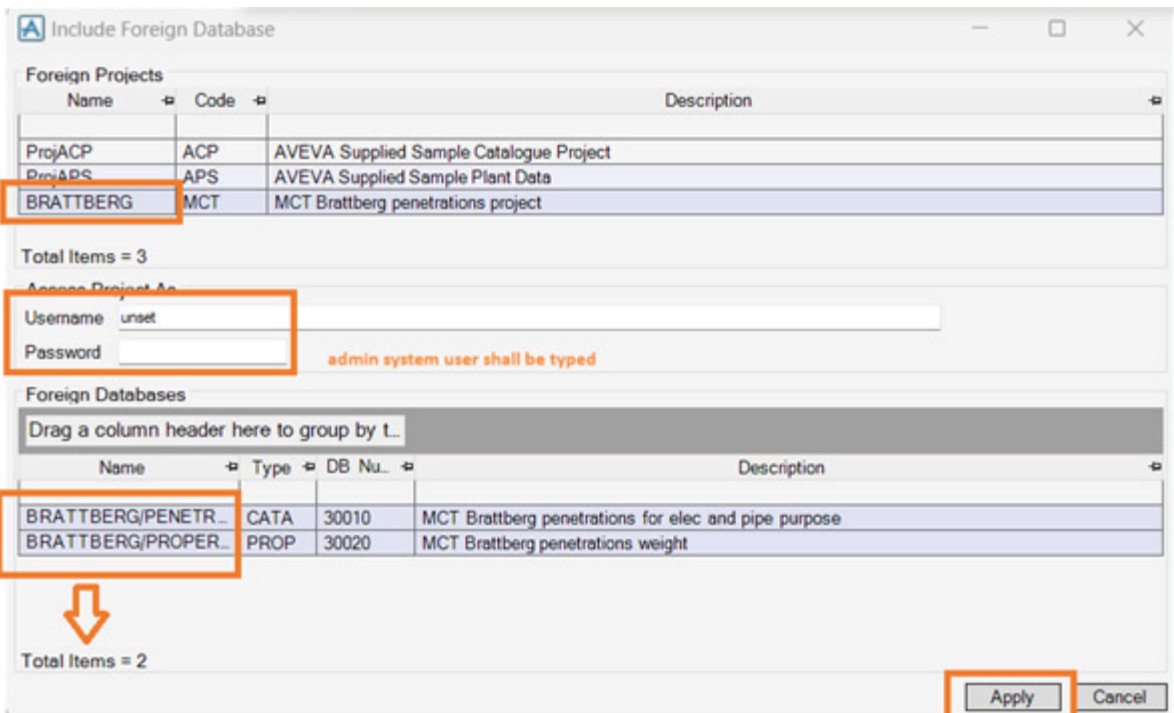 Include Foreign Database
Foreign Projects
Name Code Description
ProjACP ACP AVEVA Supplied Sample Catalogue Project
ProjAPS APS AVEVA Supplied Sample Plant Data
BRATTBERG MCT MCT Brattberg penetrations project
Total Items = 3
Access Project As
Username unset
Password
admin system user shall be typed
Foreign Databases
Drag a column header here to group by t...
Name Type DB Nu... Description
BRATTBERG/PENETR... CATA 30010 MCT Brattberg penetrations for elec and pipe purpose
BRATTBERG/PROPER... PROP 30020 MCT Brattberg penetrations weight
Total Items = 2
Apply Cancel